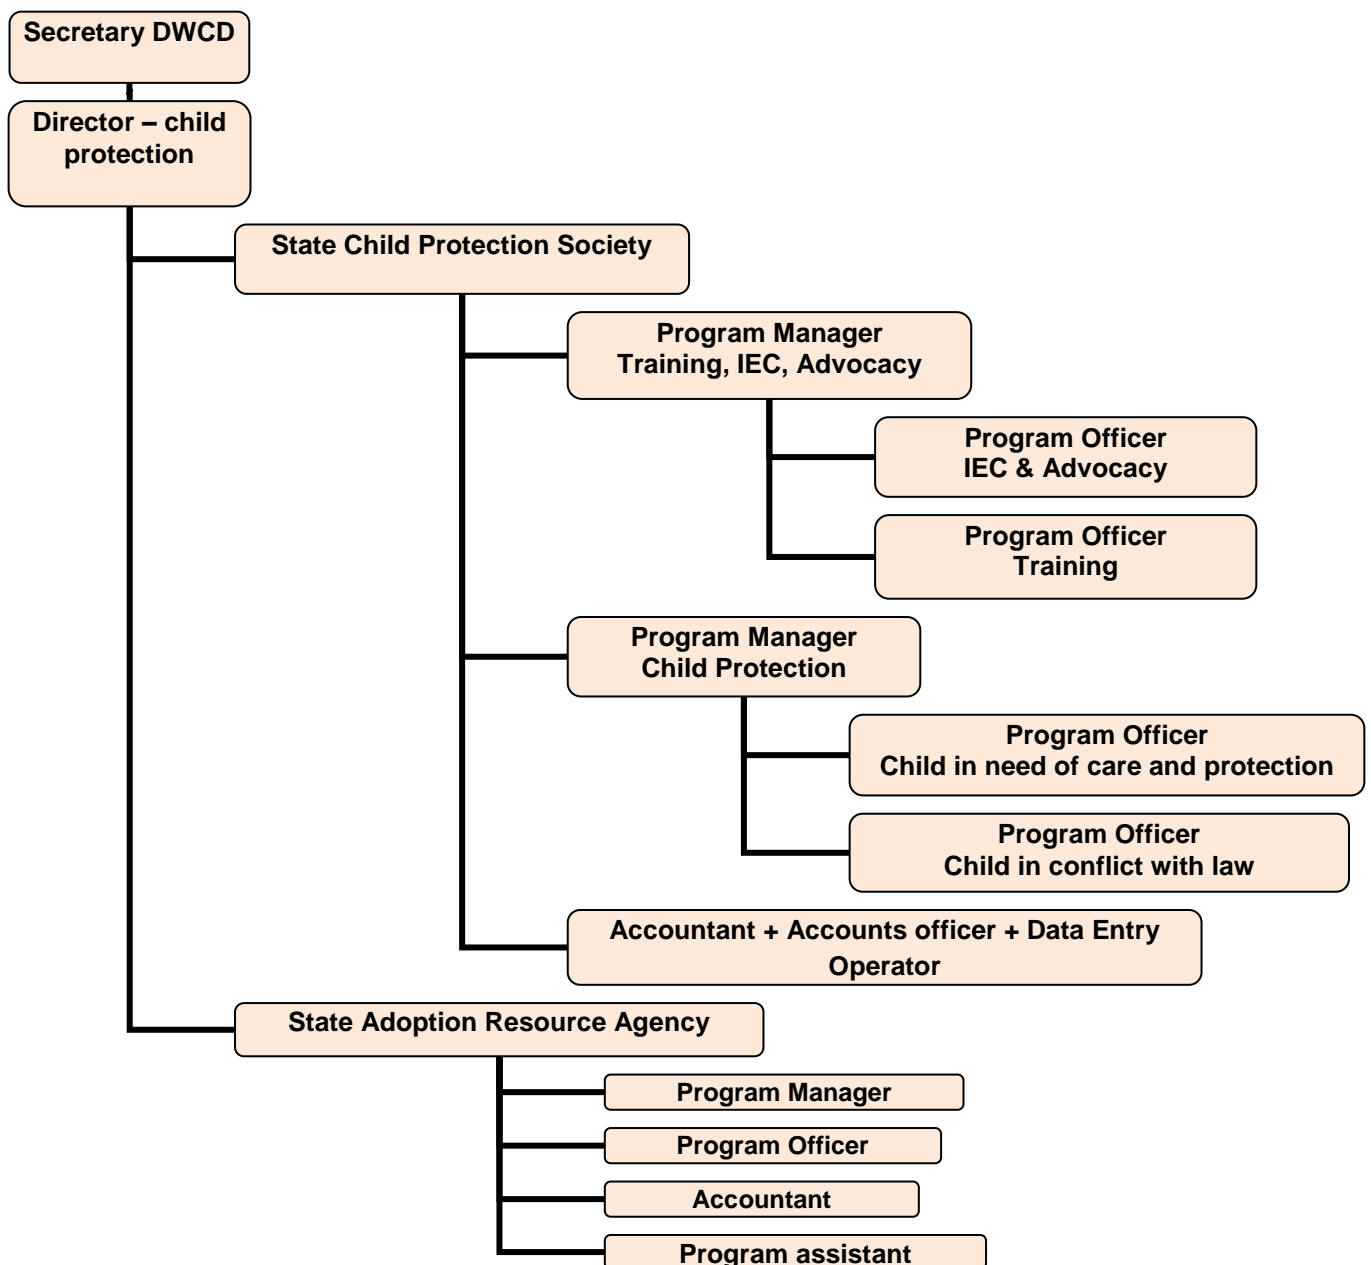 Secretary DWCD
Director – child
protection
State Child Protection Society
Program Manager
Training, IEC, Advocacy
Program Officer
IEC & Advocacy
Program Officer
Training
Program Manager
Child Protection
Program Officer
Child in need of care and protection
Program Officer
Child in conflict with law
Accountant + Accounts officer + Data Entry
Operator
State Adoption Resource Agency
Program Manager
Program Officer
Accountant
Program assistant